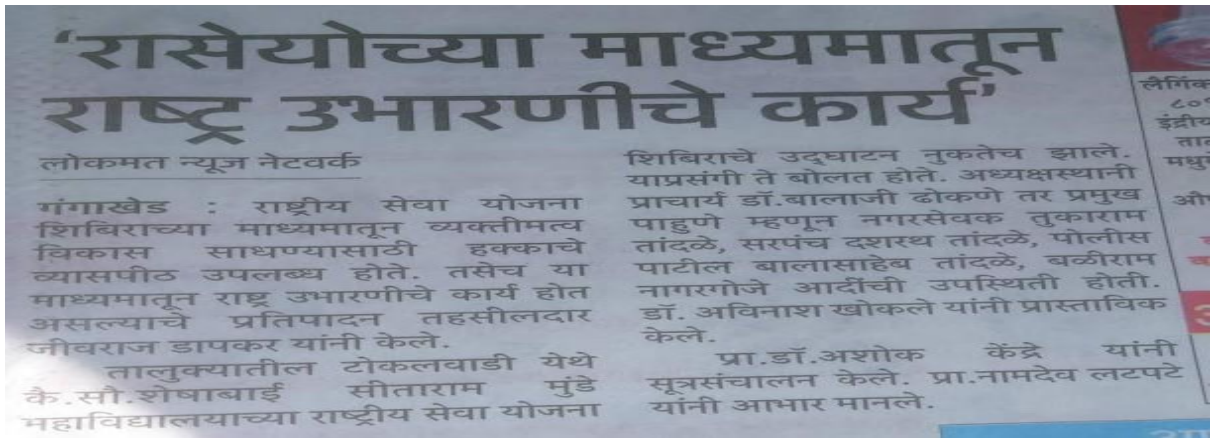 ‘रासेयोच्या माध्यमातून
राष्ट्र उभारणीचे कार्य’
लोकमत न्यूज नेटवर्क
गंगाखेड : राष्ट्रीय सेवा योजना
शिबिराच्या माध्यमातून व्यक्तीमत्व
विकास साधण्यासाठी हक्काचे
व्यासपीठ उपलब्ध होते. तसेच या
माध्यमातून राष्ट्र उभारणीचे कार्य होत
असल्याचे प्रतिपादन तहसीलदार
जीवराज डापकर यांनी केले.
तालुक्यातील टोकलवाडी येथे
कै.सौ.शेषाबाई सीताराम मुंडे
महाविद्यालयाच्या राष्ट्रीय सेवा योजना
शिबिराचे उद्घाटन नुकतेच झाले.
याप्रसंगी ते बोलत होते. अध्यक्षस्थानी
प्राचार्य डॉ.बालाजी ढोकणे तर प्रमुख
पाहुणे म्हणून नगरसेवक तुकाराम
तांदळे, सरपंच दशरथ तांदळे, पोलीस
पाटील बालासाहेब तांदळे, बळीराम
नागरगोजे आदींची उपस्थिती होती.
डॉ. अविनाश खोकले यांनी प्रास्ताविक
केले.
प्रा.डॉ.अशोक केंद्रे यांनी
सूत्रसंचालन केले. प्रा.नामदेव लटपटे
यांनी आभार मानले.